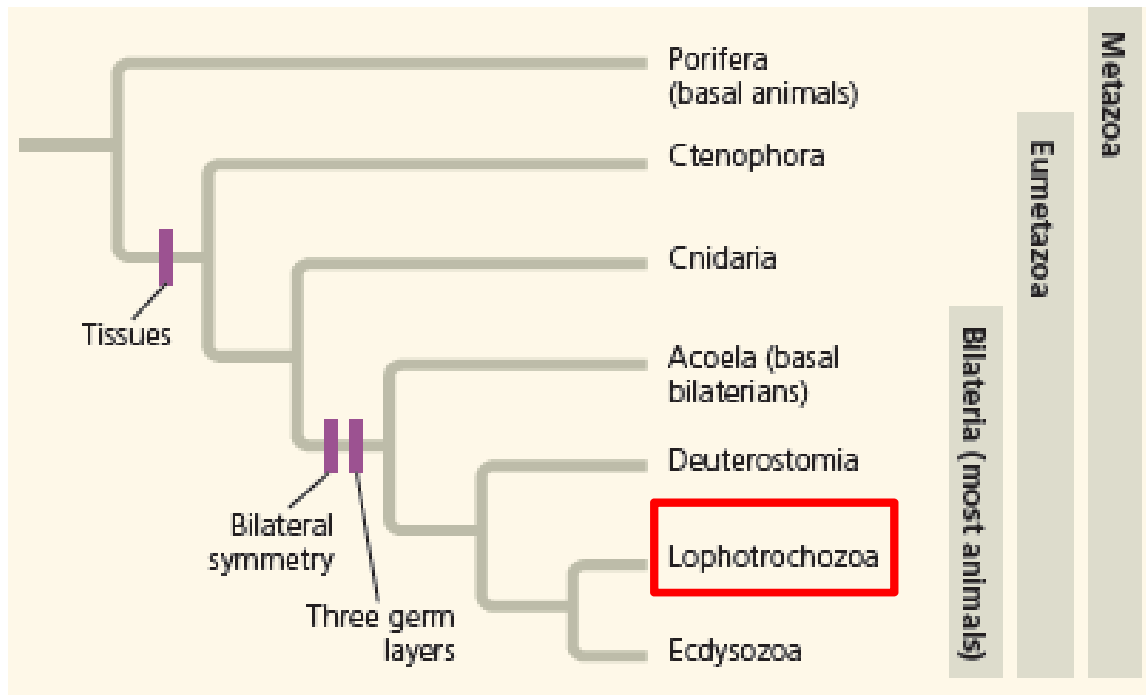 Porifera
(basal animals)
Ctenophora
Cnidaria
Tissues
Acoela (basal
bilaterians)
Deuterostomia
Bilateral
symmetry
Lophotrochozoa
Three germ
layers
Ecdysozoa
Bilateria (most animals)
Eumetazoa
Metazoa